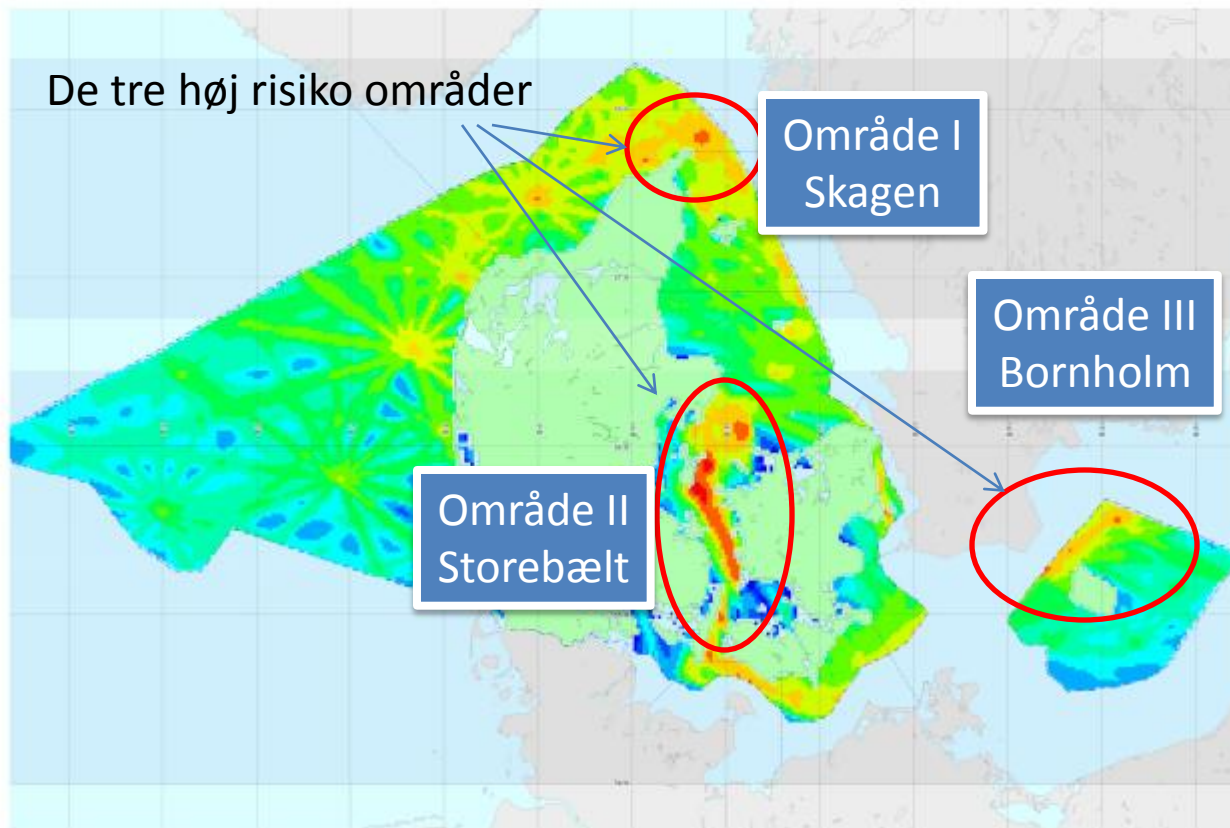 De tre høj risiko områder
Område I
Skagen
Område III
Bornholm
Område II
Storebælt